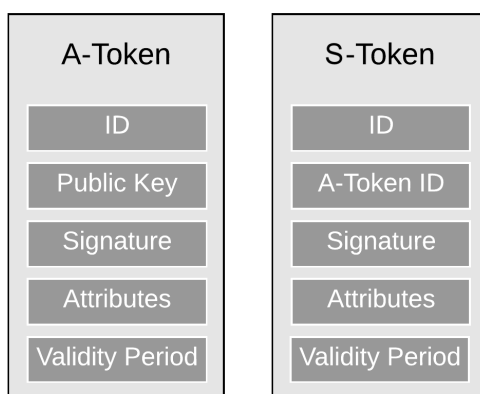 A-Token
ID
Public Key
Signature
Attributes
Validity Period
S-Token
ID
A-Token ID
Signature
Attributes
Validity Period